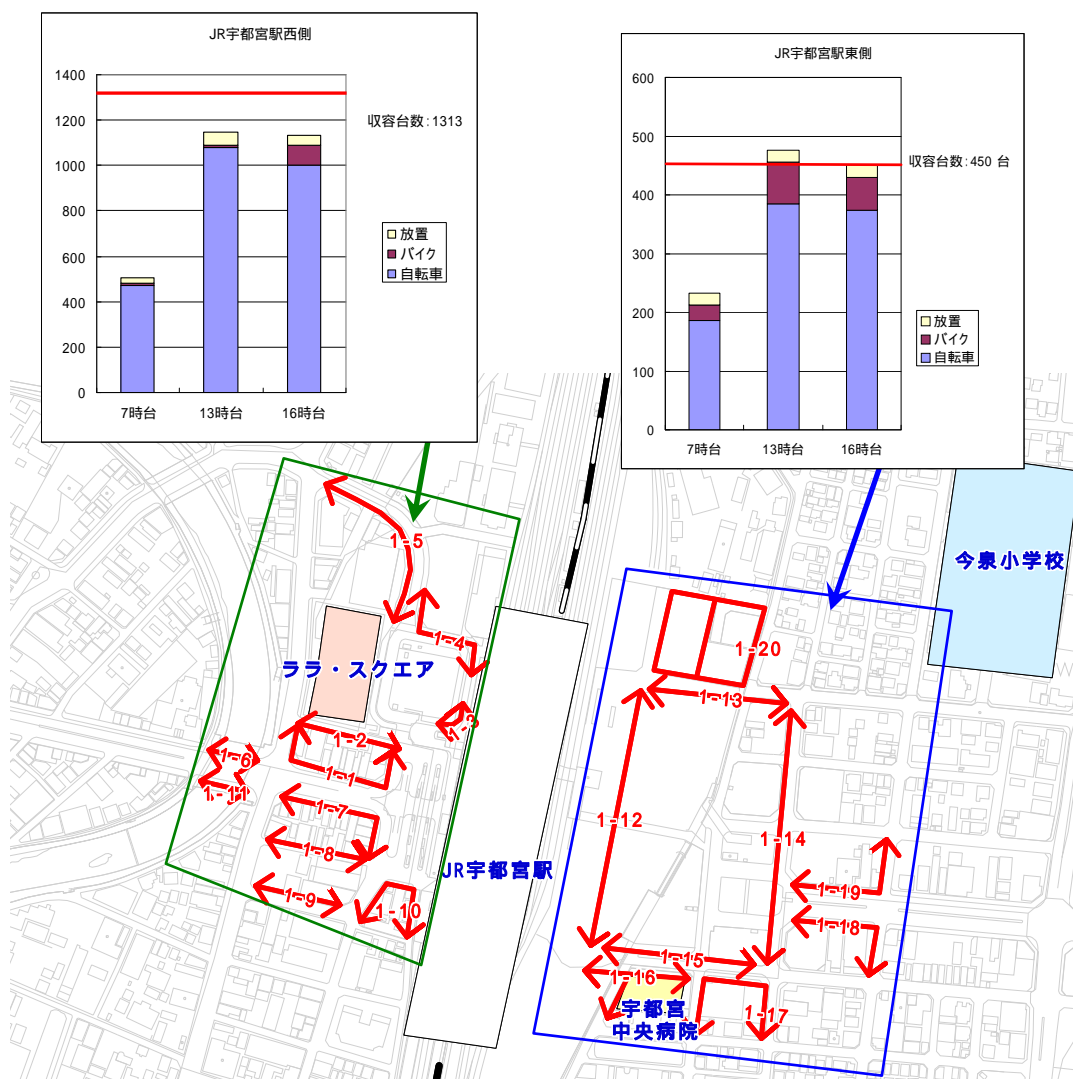 JR宇都宮駅西側
1400
1200
1000
800
600
400
200
0
7時台
13時台
16時台
収容台数：1313
放置
バイク
自転車
JR宇都宮駅東側
600
500
400
300
200
100
0
7時台
13時台
16時台
収容台数：450 台
放置
バイク
自転車
今泉小学校
1-5
1-4
ララ・スクエア
1-3
1-2
1-6
1-1
1-11
1-7
1-8
1-9
1-10
JR宇都宮駅
1-20
1-13
1-12
1-14
1-19
1-18
1-15
1-16
1-17
宇都宮
中央病院